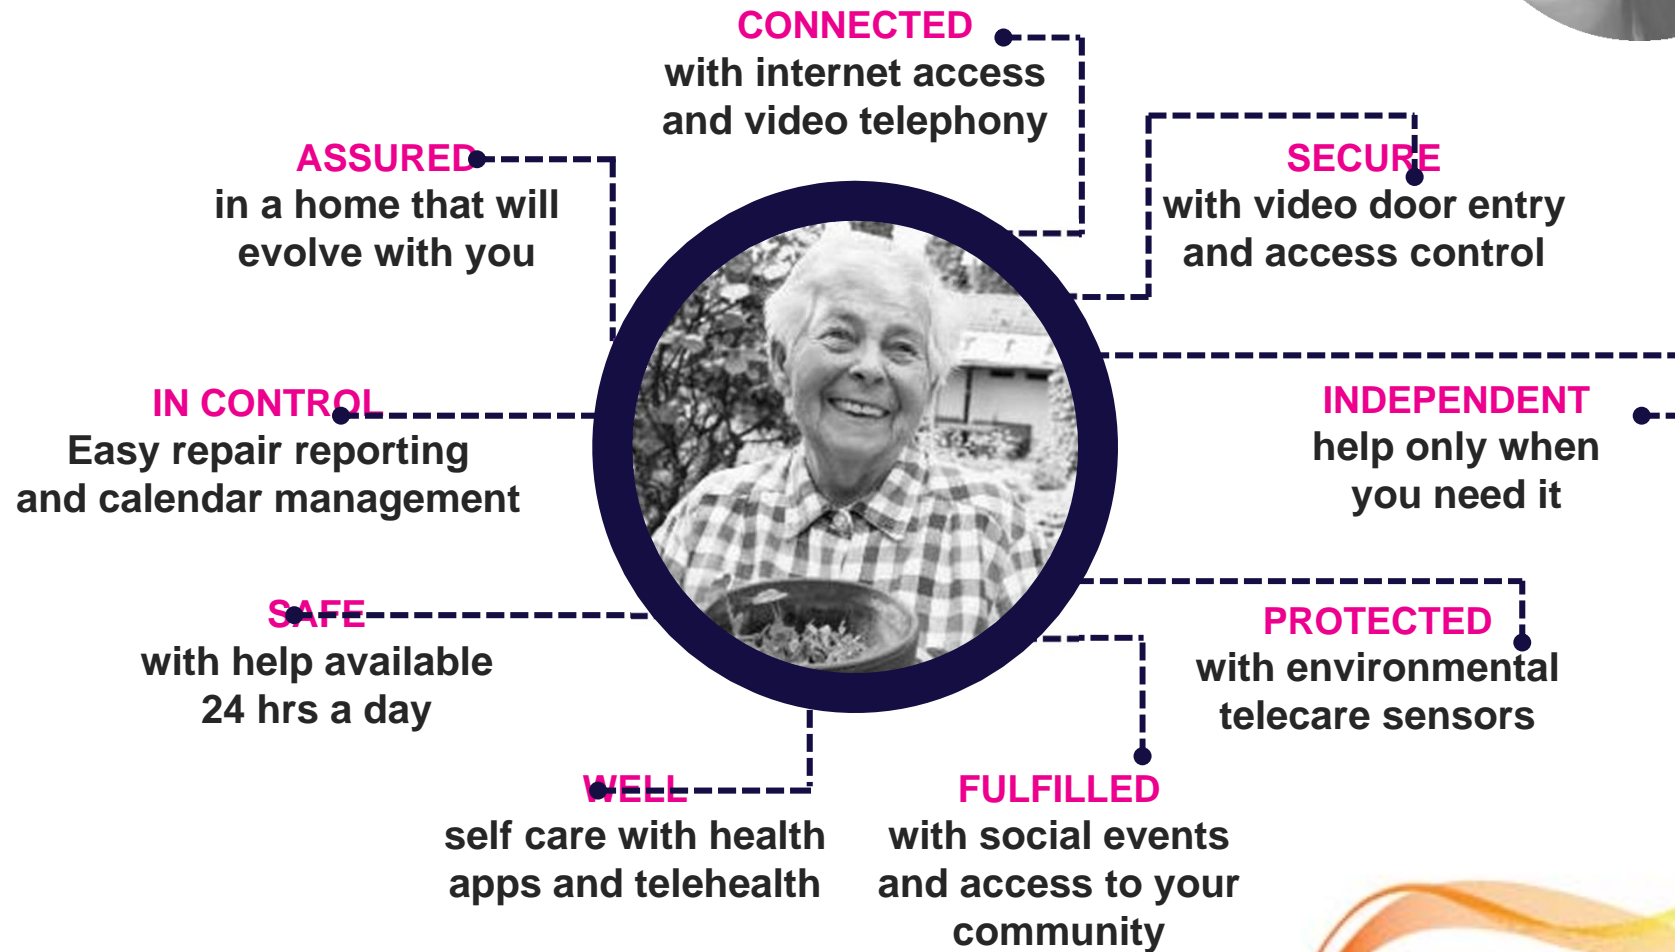 CONNECTED
with internet access
and video telephony
ASSURED
in a home that will
evolve with you
SECURE
with video door entry
and access control
IN CONTROL
Easy repair reporting
and calendar management
INDEPENDENT
help only when
you need it
SAFE
with help available
24 hrs a day
PROTECTED
with environmental
telecare sensors
WELL
self care with health
apps and telehealth
FULFILLED
with social events
and access to your
community